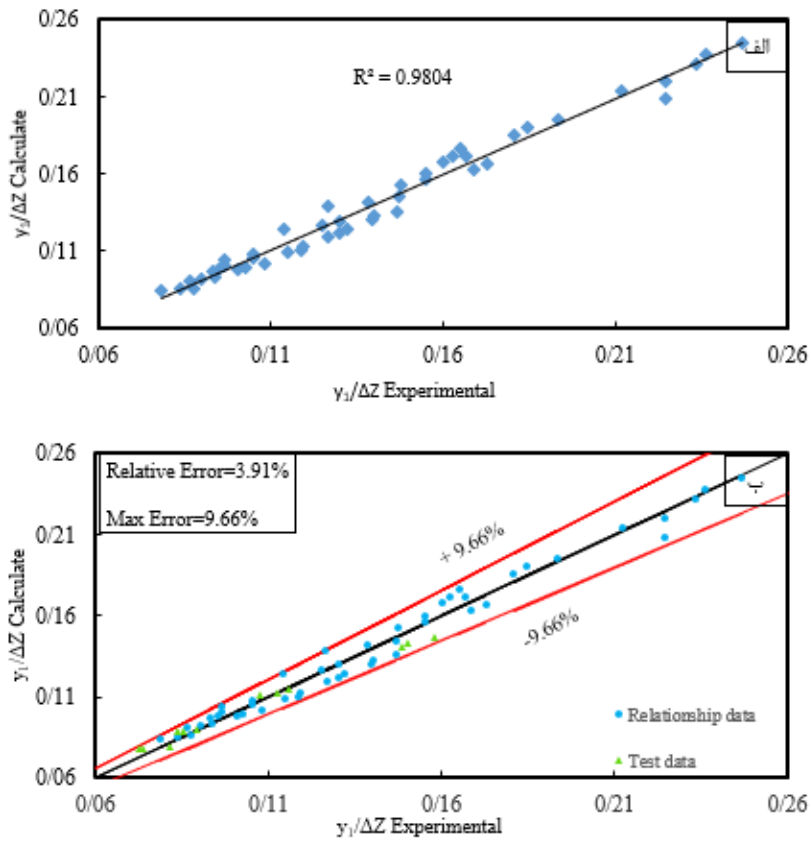 0/26
0/21
0/16
0/11
0/06
y₁/ΔZ Calculate
R² = 0.9804
الف
0/06 0/11 0/16 0/21 0/26
y₁/ΔZ Experimental
0/26
0/21
0/16
0/11
0/06
y₁/ΔZ Calculate
Relative Error=3.91%
Max Error=9.66%
ب
+ 9.66%
-9.66%
Relationship data
Test data
0/06 0/11 0/16 0/21 0/26
y₁/ΔZ Experimental